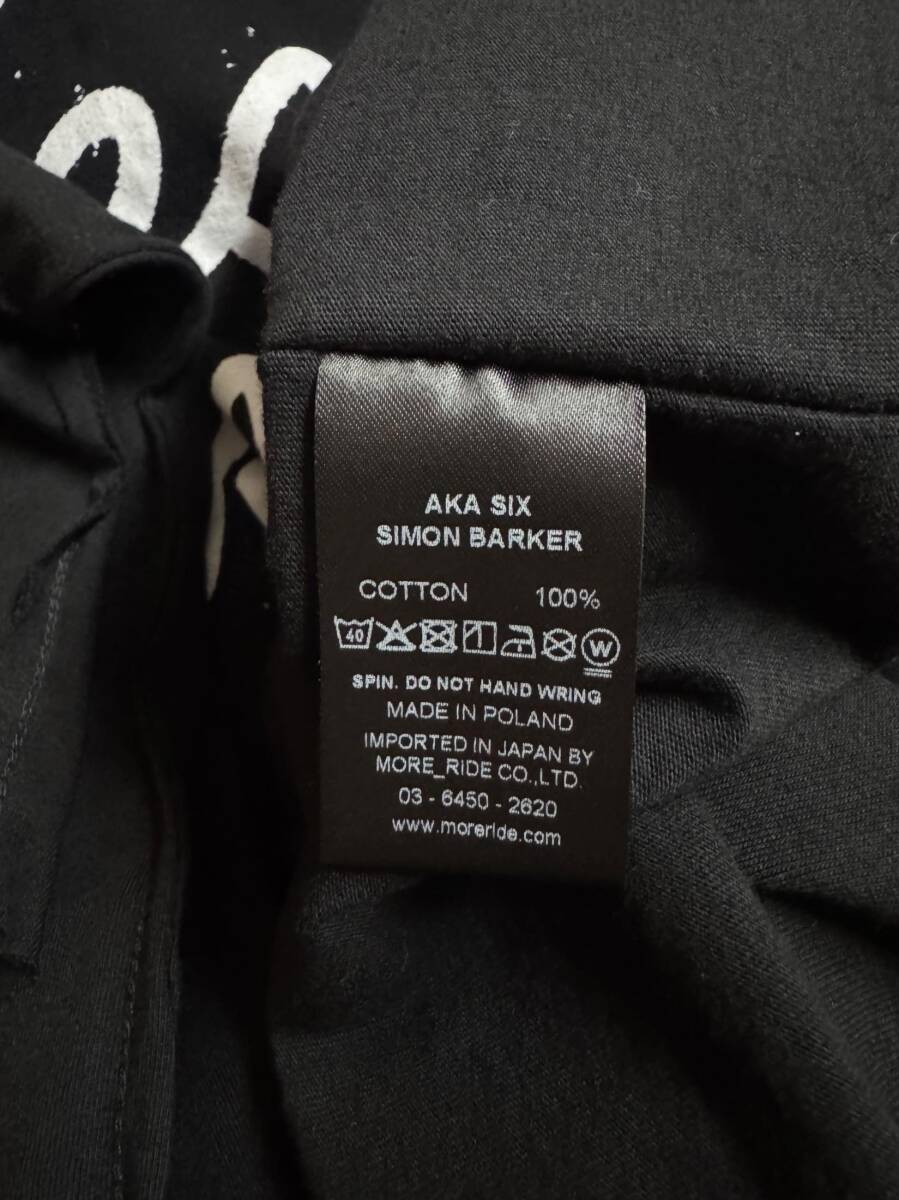 AKA SIX
SIMON BARKER
COTTON 100%
40 W
SPIN. DO NOT HAND WRING
MADE IN POLAND
IMPORTED IN JAPAN BY
MORE_RIDE CO.,LTD.
03 - 6450 - 2620
www.moreride.com